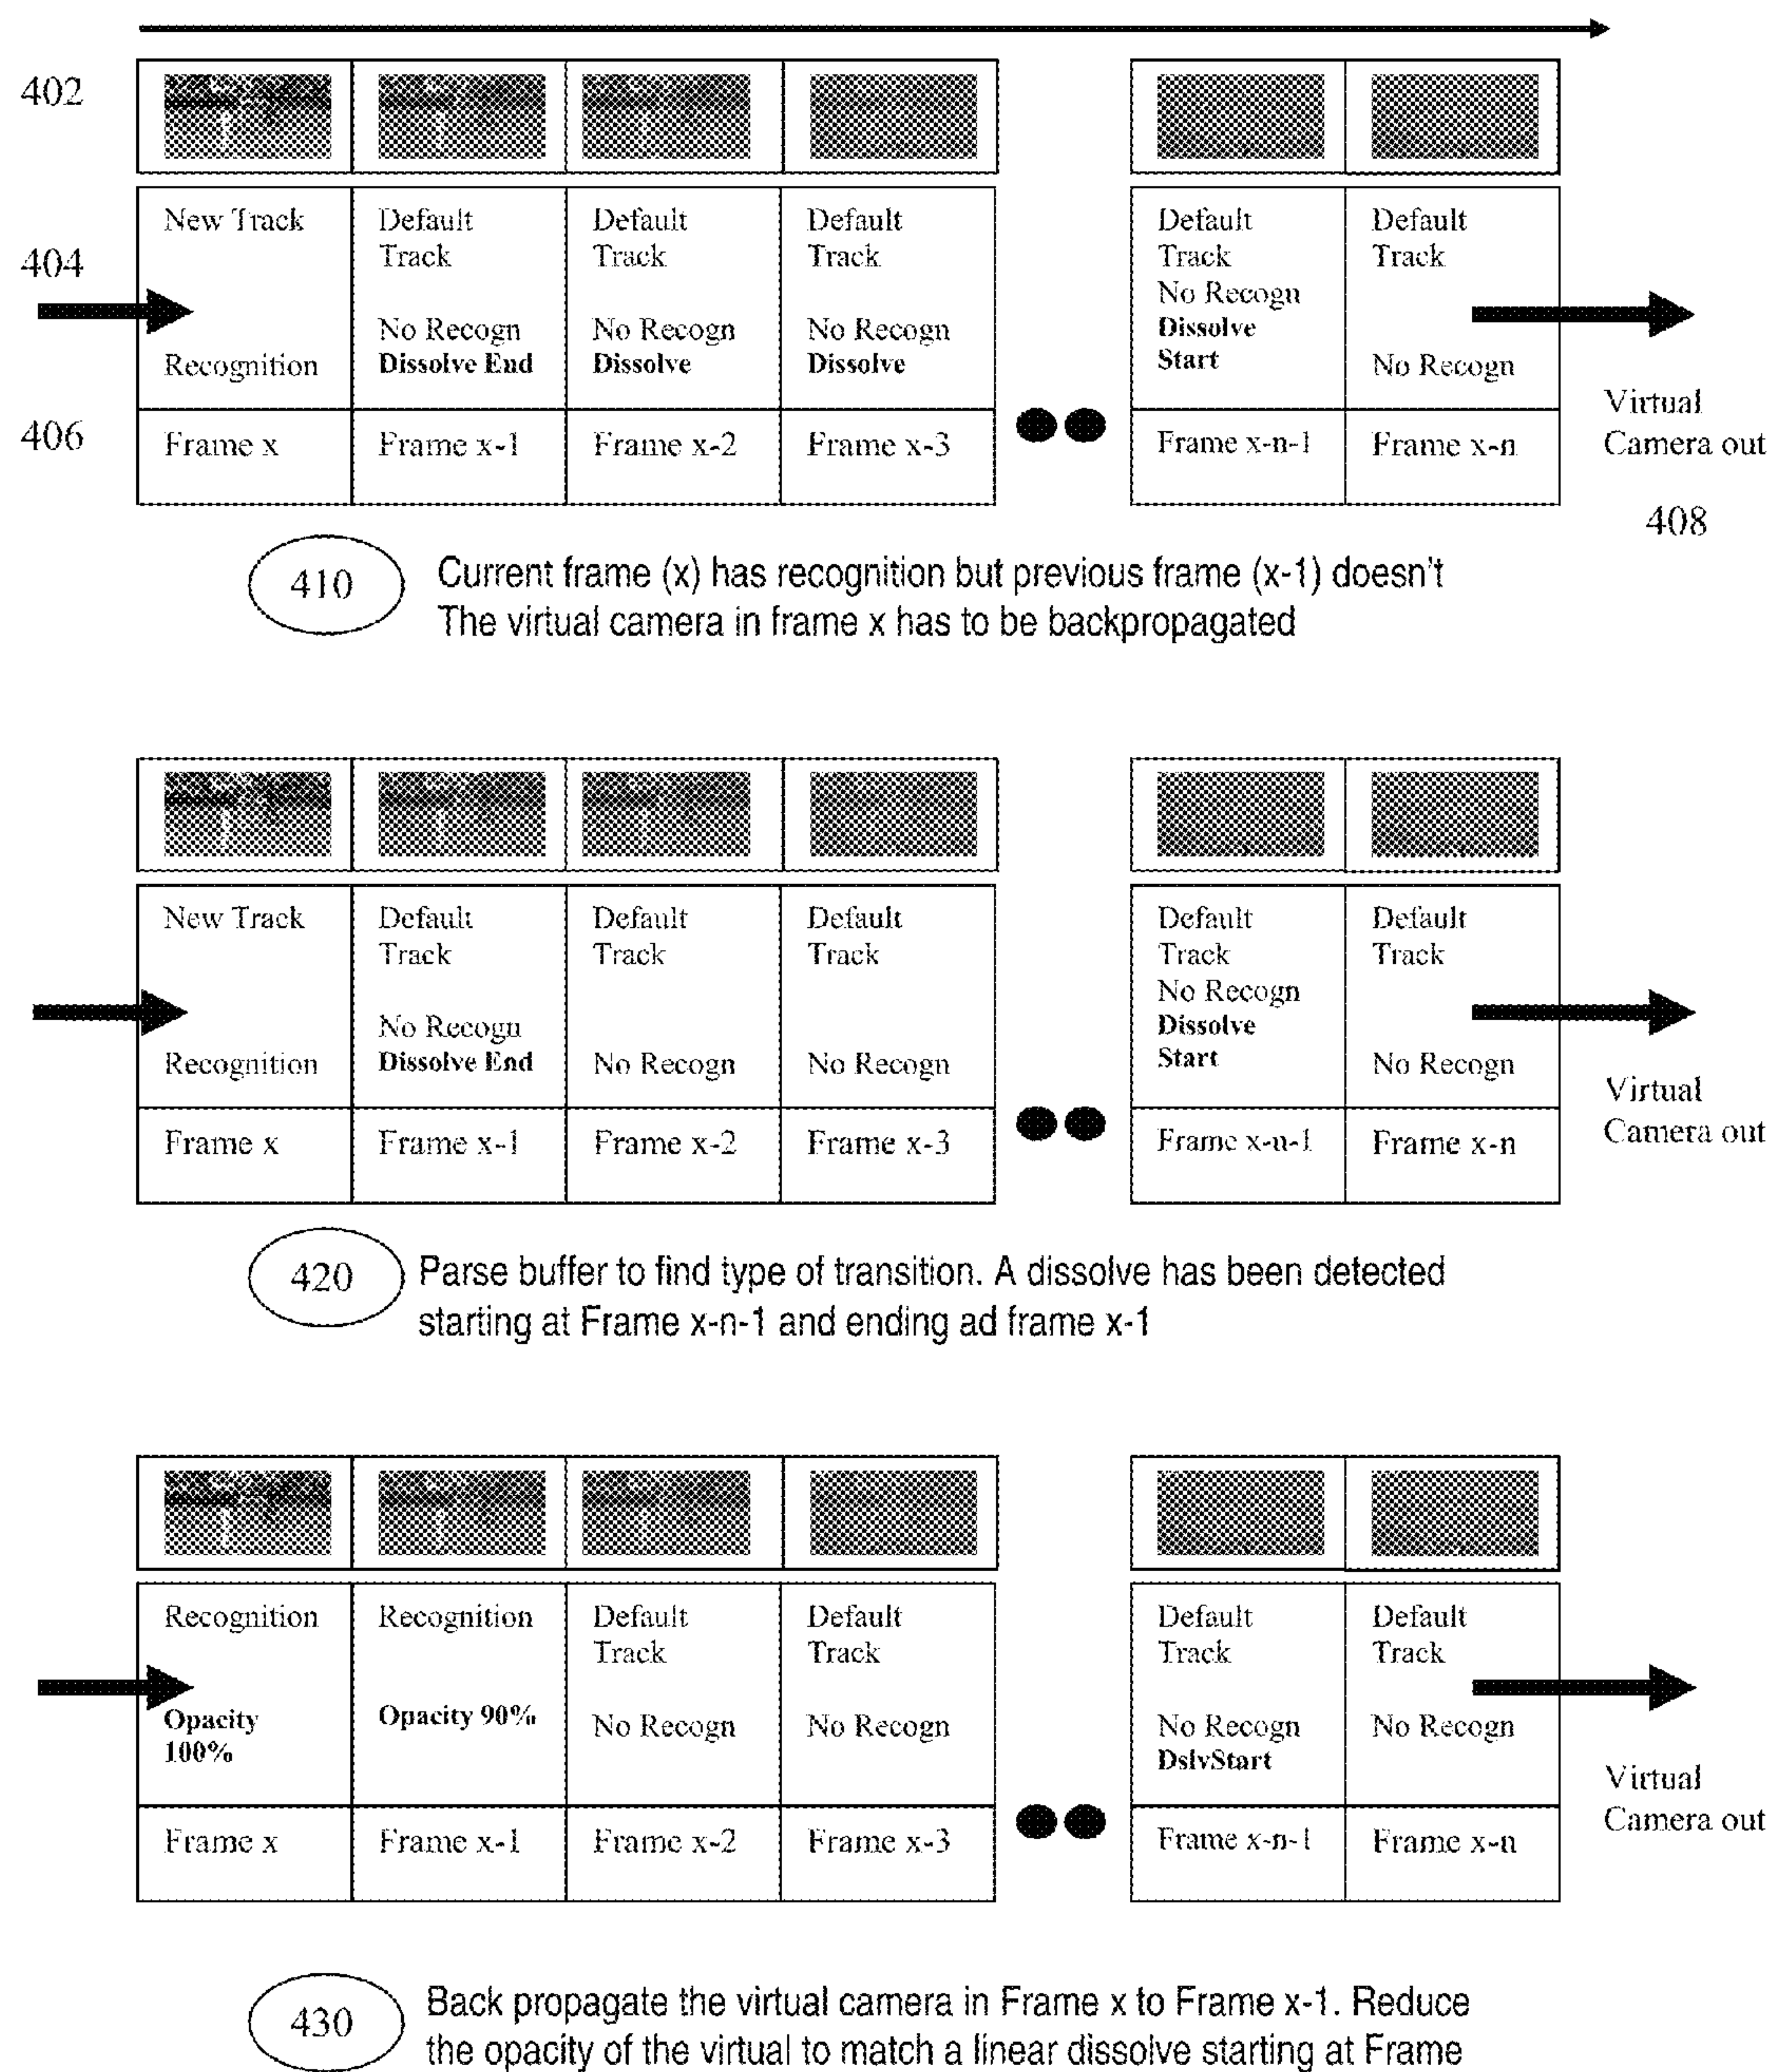 402
New Track
Default
Default
Default
Default
Default
404
Track
Track
Track
Track
Track
No Recogn
No Recogn
No Recogn
No Recogn
Dissolve
Recognition
Dissolve End
Dissolve
Dissolve
Start
No Recogn
406
Frame x
Frame x-1
Frame x-2
Frame x-3
Frame x-n-1
Frame x-n
Virtual
Camera out
408
410
Current frame (x) has recognition but previous frame (x-1) doesn't
The virtual camera in frame x has to be backpropagated
New Track
Default
Default
Default
Default
Default
Track
Track
Track
Track
Track
No Recogn
No Recogn
Dissolve
Recognition
Dissolve End
No Recogn
No Recogn
Start
No Recogn
Frame x
Frame x-1
Frame x-2
Frame x-3
Frame x-n-1
Frame x-n
Virtual
Camera out
420
Parse buffer to find type of transition. A dissolve has been detected
starting at Frame x-n-1 and ending ad frame x-1
Recognition
Recognition
Default
Default
Default
Default
Track
Track
Track
Track
Opacity
100%
Opacity 90%
No Recogn
No Recogn
No Recogn
DslvStart
No Recogn
Frame x
Frame x-1
Frame x-2
Frame x-3
Frame x-n-1
Frame x-n
Virtual
Camera out
430
Back propagate the virtual camera in Frame x to Frame x-1. Reduce
the opacity of the virtual to match a linear dissolve starting at Frame